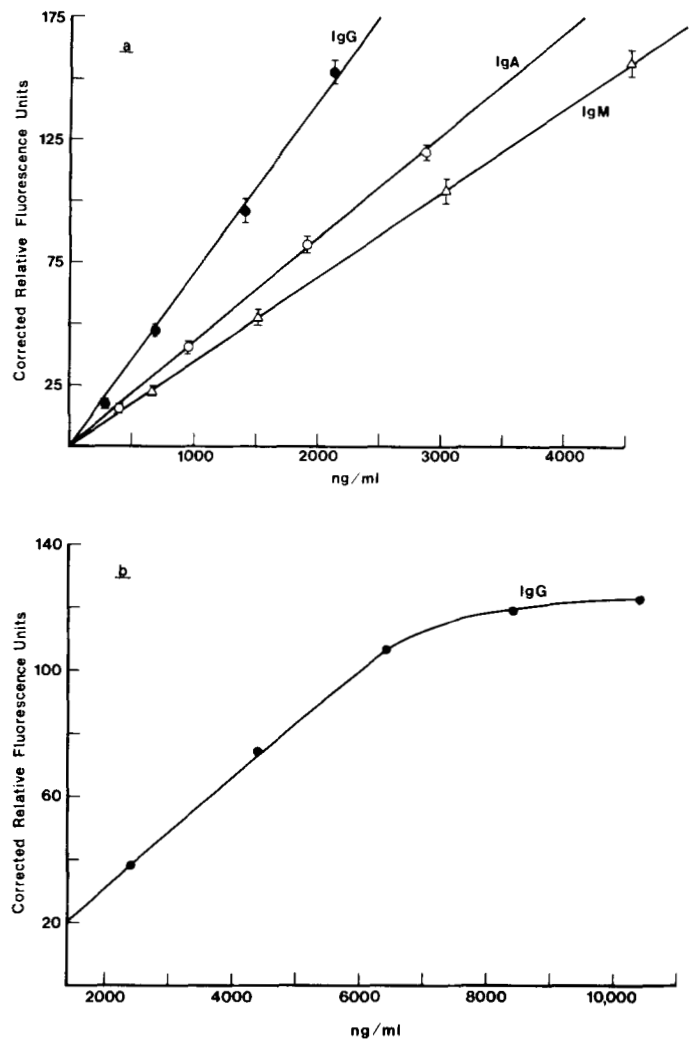 175
a
IgG
IgA
IgM
125
75
25
Corrected Relative Fluorescence Units
1000 2000 3000 4000
ng/ml
140
b
IgG
100
60
20
Corrected Relative Fluorescence Units
2000 4000 6000 8000 10,000
ng/ml